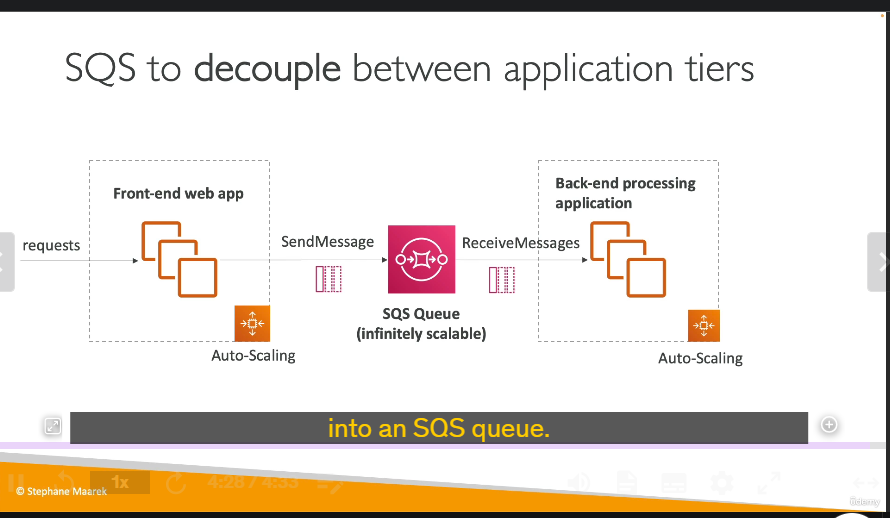 SQS to decouple between application tiers
Front-end web app
Back-end processing
application
requests
SendMessage
ReceiveMessages
SQS Queue
(infinitely scalable)
Auto-Scaling
Auto-Scaling
into an SQS queue.
1x
4:28 / 4:33
© Stephane Maarek
ûdemy